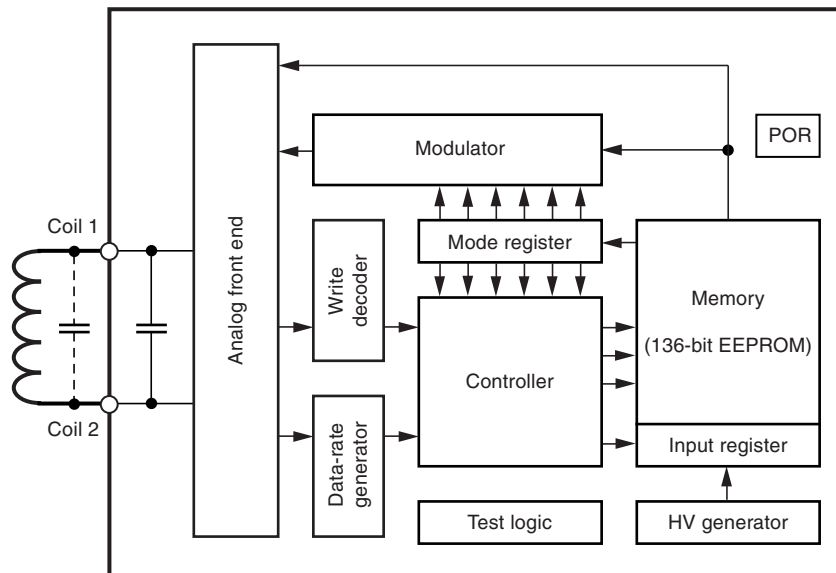 POR
Modulator
Coil 1
Mode register
Analog front end
Write
decoder
Memory
(136-bit EEPROM)
Controller
Coil 2
Data-rate
generator
Input register
Test logic
HV generator